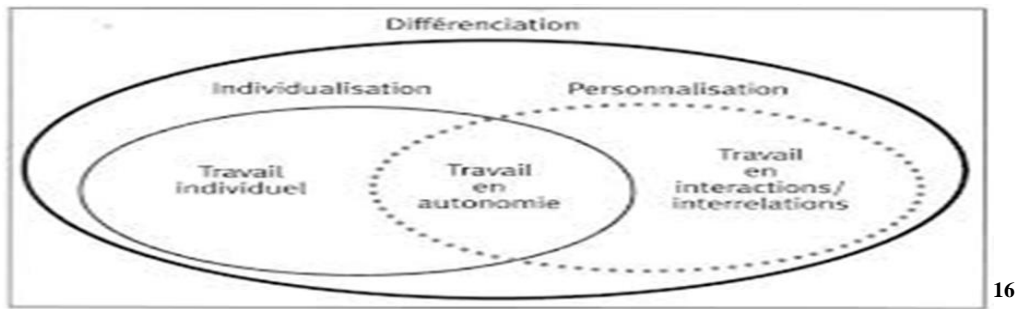 Différenciation
Individualisation
Personnalisation
Travail
individuel
Travail
en
autonomie
Travail
en
interactions/
interrelations
16